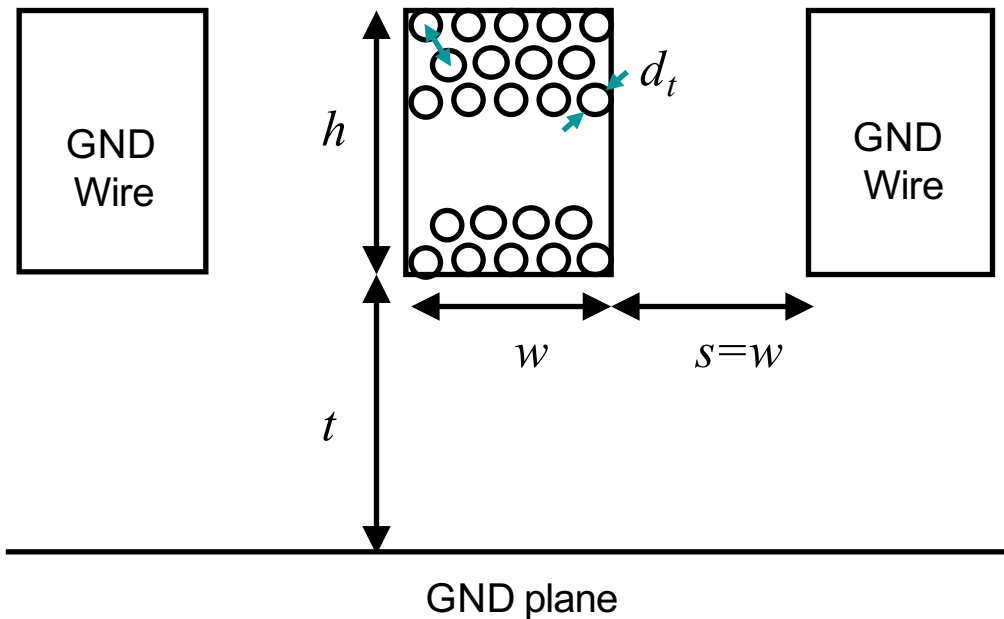 GND
Wire
h
d_t
GND
Wire
w
s=w
t
GND plane